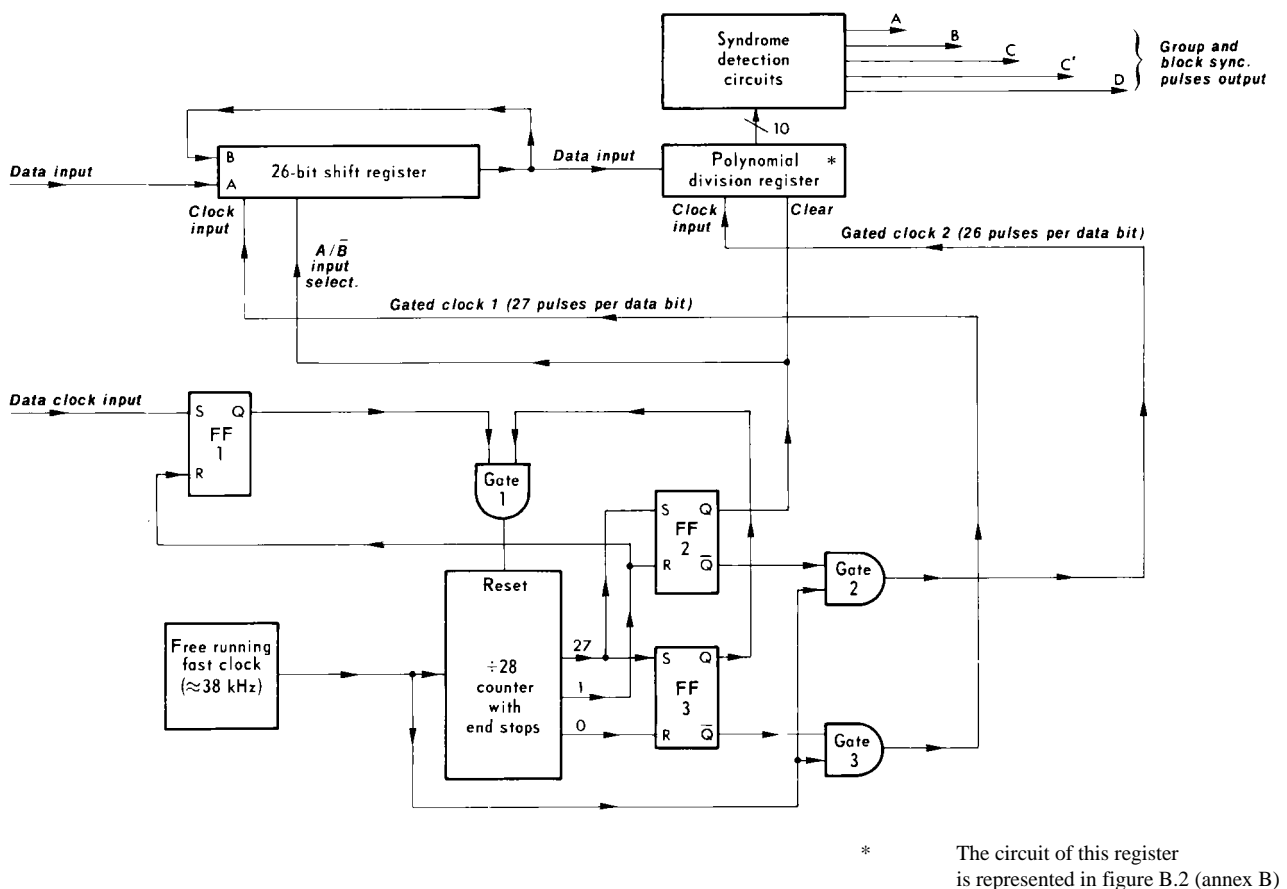 A
B
C
C'
D
Syndrome
detection
circuits
Group and
block sync.
pulses output
10
B
A
26-bit shift register
Data input
Data input
Polynomial *
division register
Clock
input
A/B̅
input
select.
Clock
input
Clear
Gated clock 2 (26 pulses per data bit)
Gated clock 1 (27 pulses per data bit)
Data clock input
S Q
FF
1
R
Gate
1
S Q
FF
2
R Q̅
Gate
2
Reset
Free running
fast clock
(≈38 kHz)
÷28
counter
with
end stops
27
1
0
S Q
FF
3
R Q̅
Gate
3
* The circuit of this register
is represented in figure B.2 (annex B)